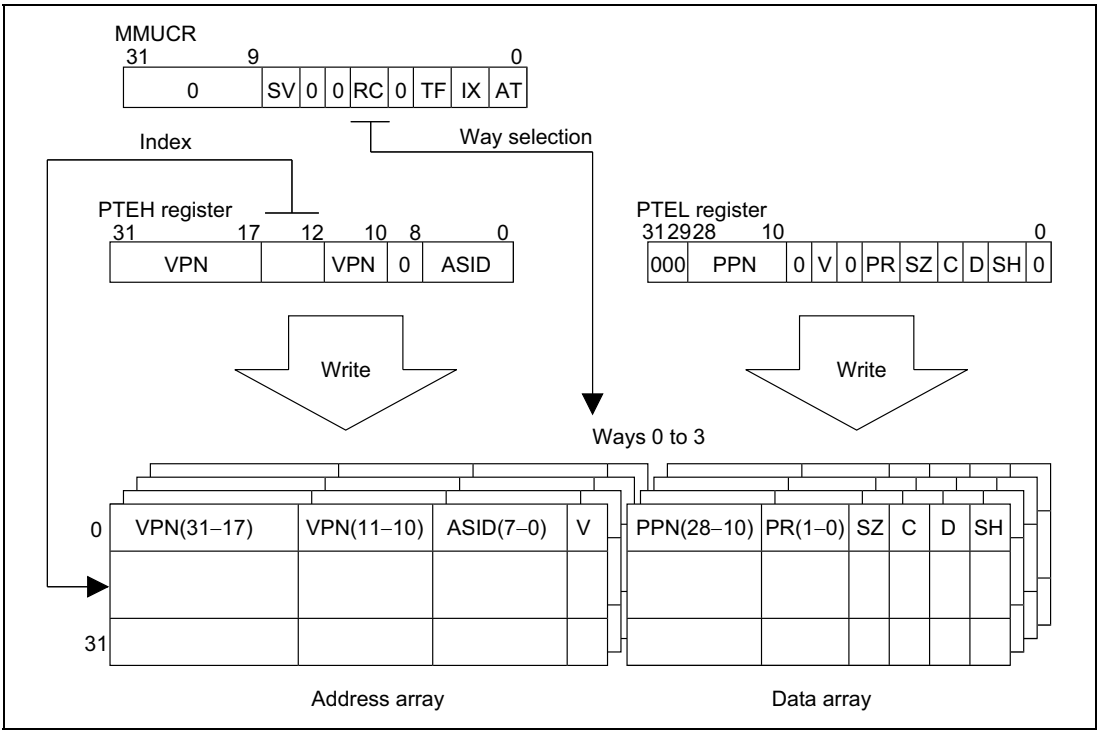 MMUCR
31 9 0
0 SV 0 0 RC 0 TF IX AT
Index
Way selection
PTEH register
31 17 12 10 8 0
VPN VPN 0 ASID
PTEL register
31 29 28 10 0
000 PPN 0 V 0 PR SZ C D SH 0
Write
Write
Ways 0 to 3
0 VPN(31–17) VPN(11–10) ASID(7–0) V
PPN(28–10) PR(1–0) SZ C D SH
31
Address array
Data array